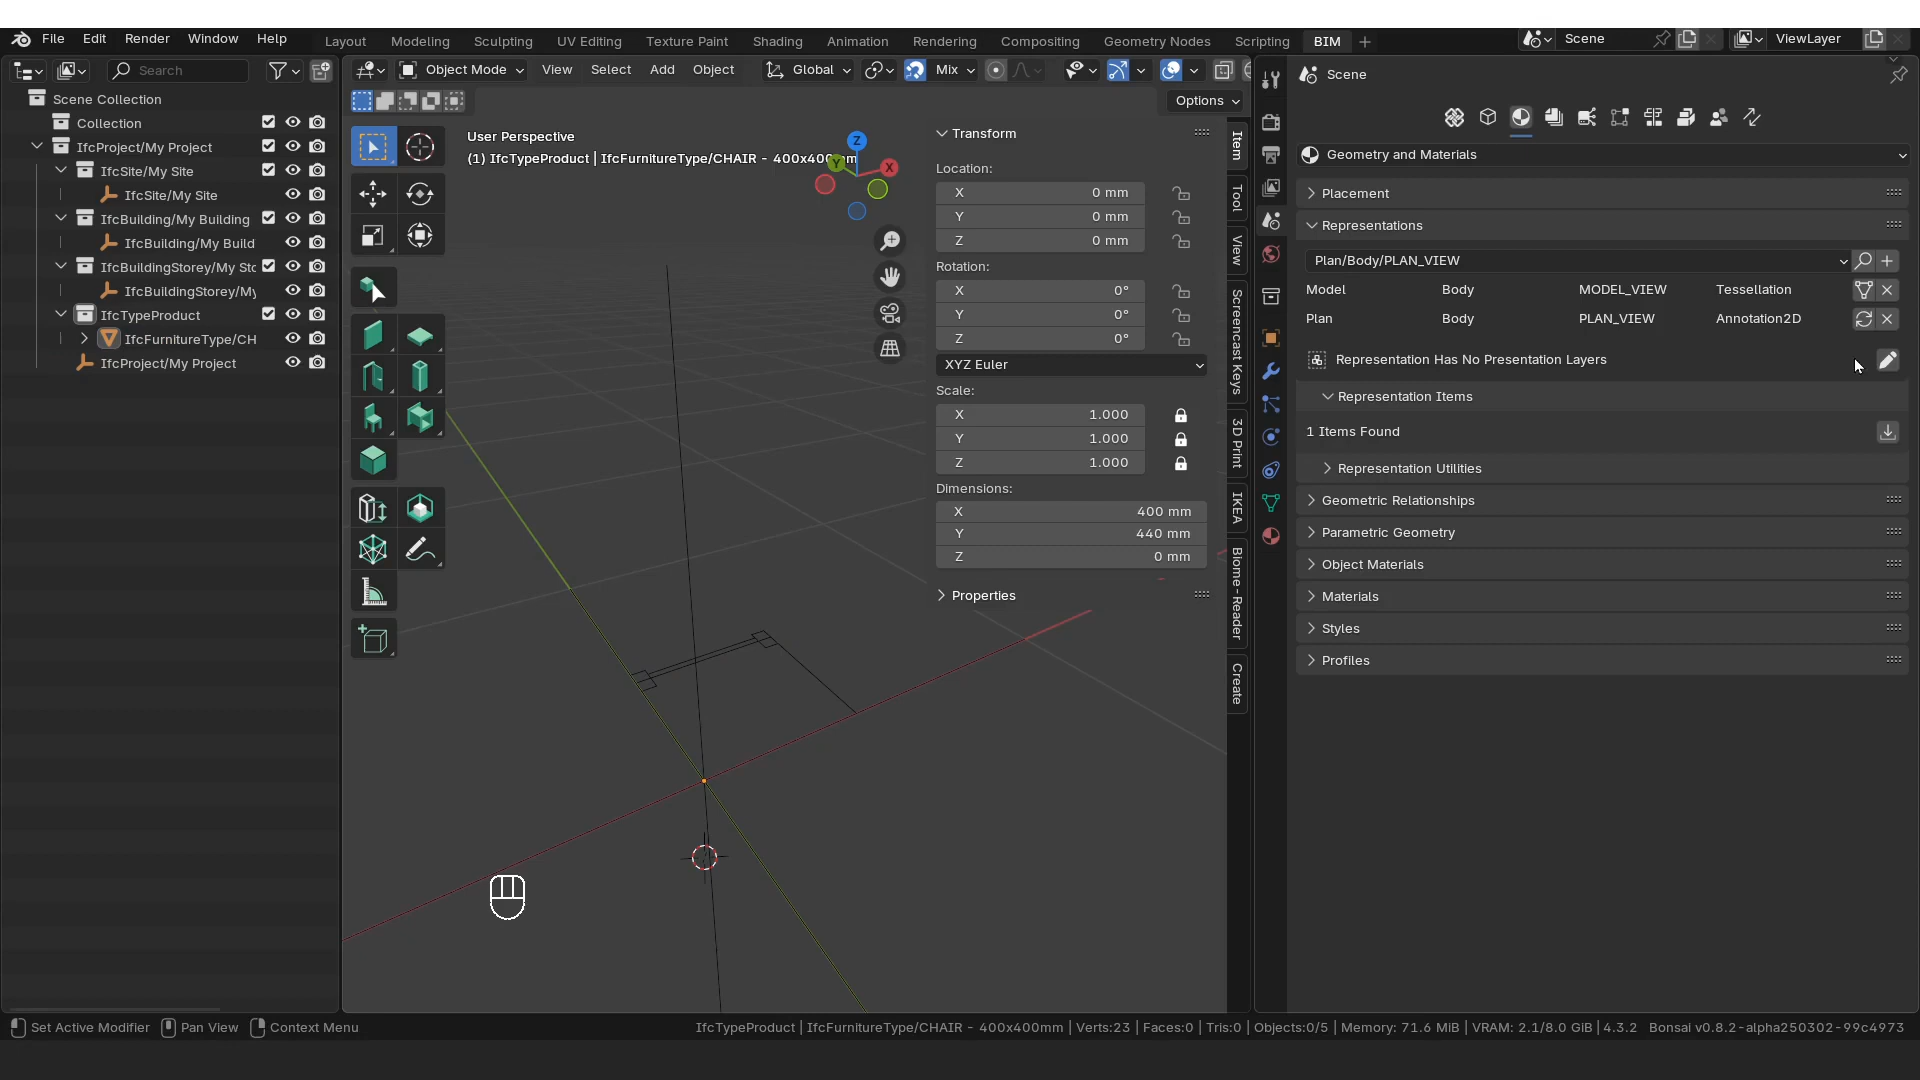 File Edit Render Window Help Layout Modeling Sculpting UV Editing Texture Paint Shading Animation Rendering Compositing Geometry Nodes Scripting BIM Scene ViewLayer
Search
Object Mode View Select Add Object Global Mix
Options
Scene Collection
Collection
IfcProject/My Project
IfcSite/My Site
IfcSite/My Site
IfcBuilding/My Building
IfcBuilding/My Build
IfcBuildingStorey/My Sto
IfcBuildingStorey/My
IfcTypeProduct
IfcFurnitureType/CH
IfcProject/My Project
User Perspective
(1) IfcTypeProduct | IfcFurnitureType/CHAIR - 400x400mm
Z
Y
X
Transform
Location:
X 0 mm
Y 0 mm
Z 0 mm
Rotation:
X 0°
Y 0°
Z 0°
XYZ Euler
Scale:
X 1.000
Y 1.000
Z 1.000
Dimensions:
X 400 mm
Y 440 mm
Z 0 mm
Properties
Item
Tool
View
Screencast Keys
3D Print
IKEA
Biome-Reader
Create
Scene
Geometry and Materials
Placement
Representations
Plan/Body/PLAN_VIEW
Model Body MODEL_VIEW Tessellation
Plan Body PLAN_VIEW Annotation2D
Representation Has No Presentation Layers
Representation Items
1 Items Found
Representation Utilities
Geometric Relationships
Parametric Geometry
Object Materials
Materials
Styles
Profiles
Set Active Modifier Pan View Context Menu IfcTypeProduct | IfcFurnitureType/CHAIR - 400x400mm | Verts:23 | Faces:0 | Tris:0 | Objects:0/5 | Memory: 71.6 MiB | VRAM: 2.1/8.0 GiB | 4.3.2 Bonsai v0.8.2-alpha250302-99c4973